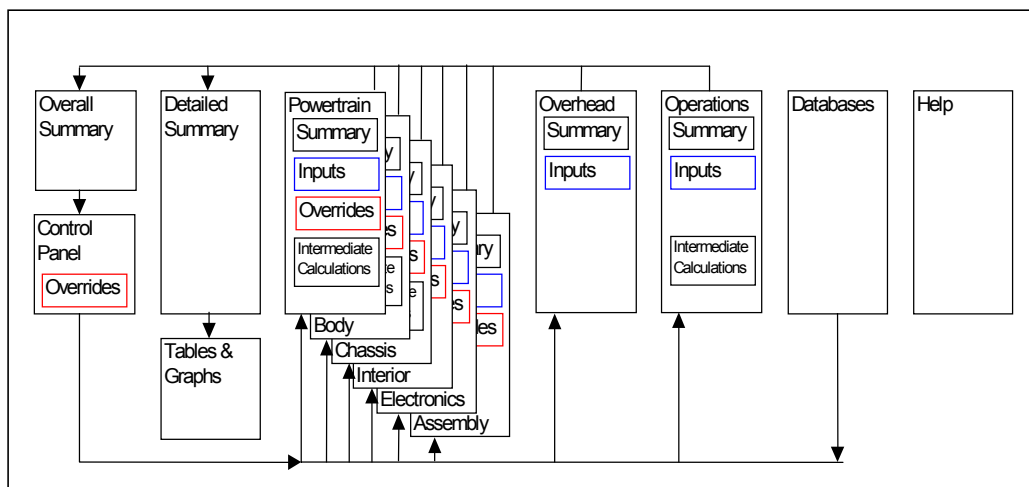 Overall
Summary
Control
Panel
Overrides
Detailed
Summary
Tables &
Graphs
Powertrain
Summary
Inputs
Overrides
Intermediate
Calculations
Body
Chassis
Interior
Electronics
Assembly
Overhead
Summary
Inputs
Operations
Summary
Inputs
Intermediate
Calculations
Databases
Help